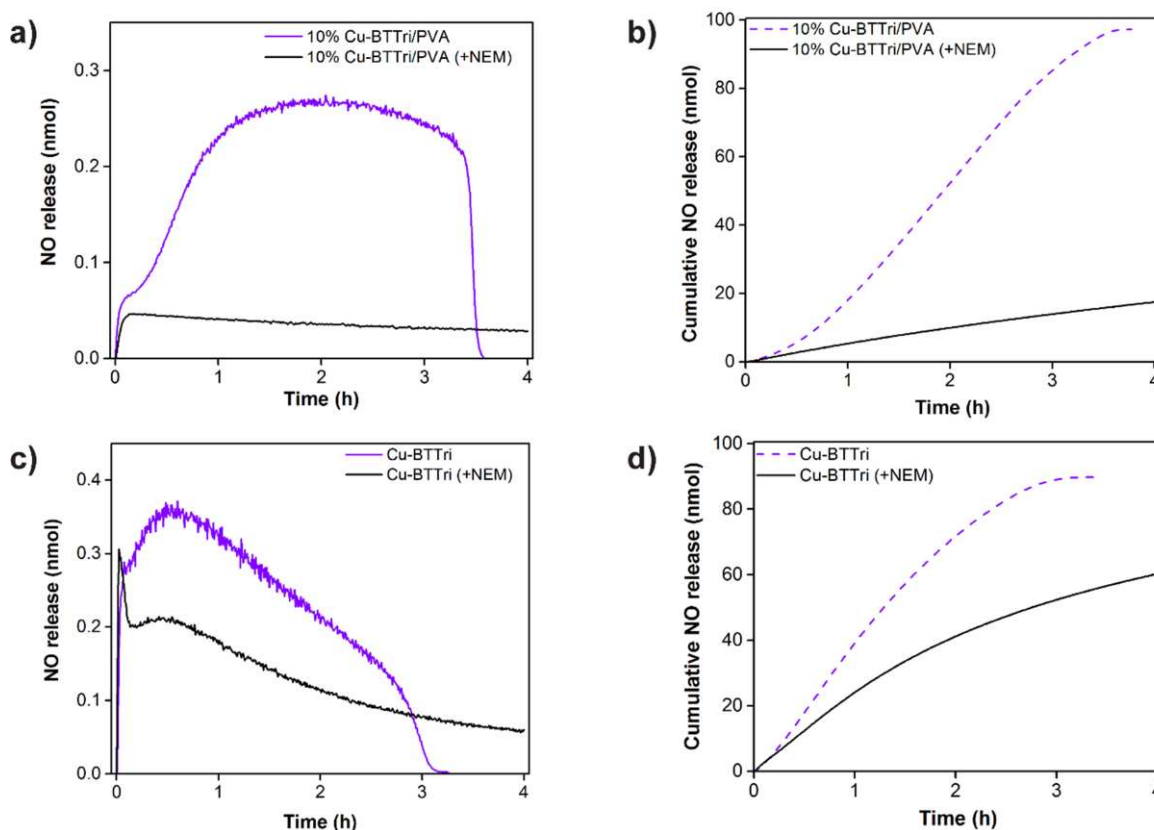 a)
10% Cu-BTTri/PVA
10% Cu-BTTri/PVA (+NEM)
NO release (nmol)
0.3
0.2
0.1
0.0
0 1 2 3 4
Time (h)
b)
10% Cu-BTTri/PVA
10% Cu-BTTri/PVA (+NEM)
Cumulative NO release (nmol)
100
80
60
40
20
0
0 1 2 3 4
Time (h)
c)
Cu-BTTri
Cu-BTTri (+NEM)
NO release (nmol)
0.4
0.3
0.2
0.1
0.0
0 1 2 3 4
Time (h)
d)
Cu-BTTri
Cu-BTTri (+NEM)
Cumulative NO release (nmol)
100
80
60
40
20
0
0 1 2 3 4
Time (h)